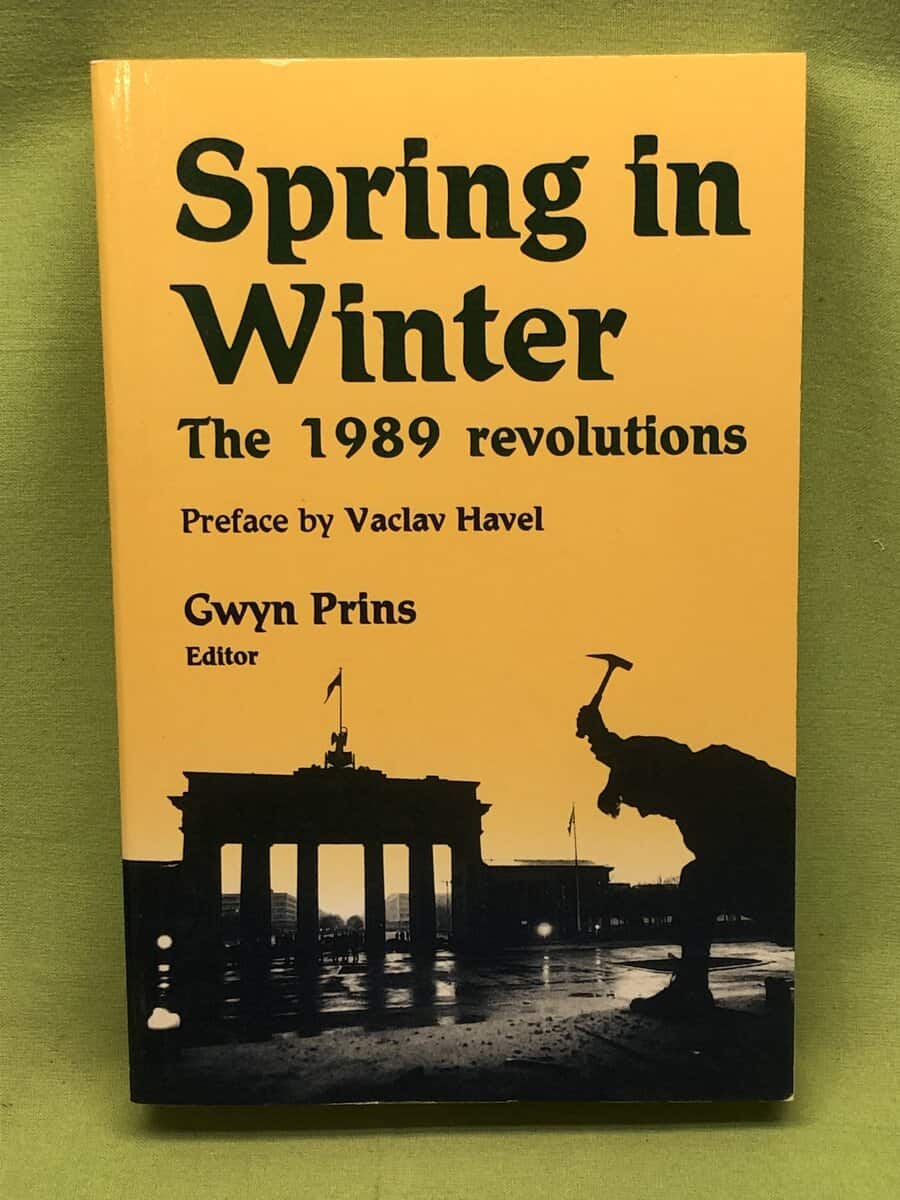 Spring in
Winter
The 1989 revolutions
Preface by Vaclav Havel
Gwyn Prins
Editor